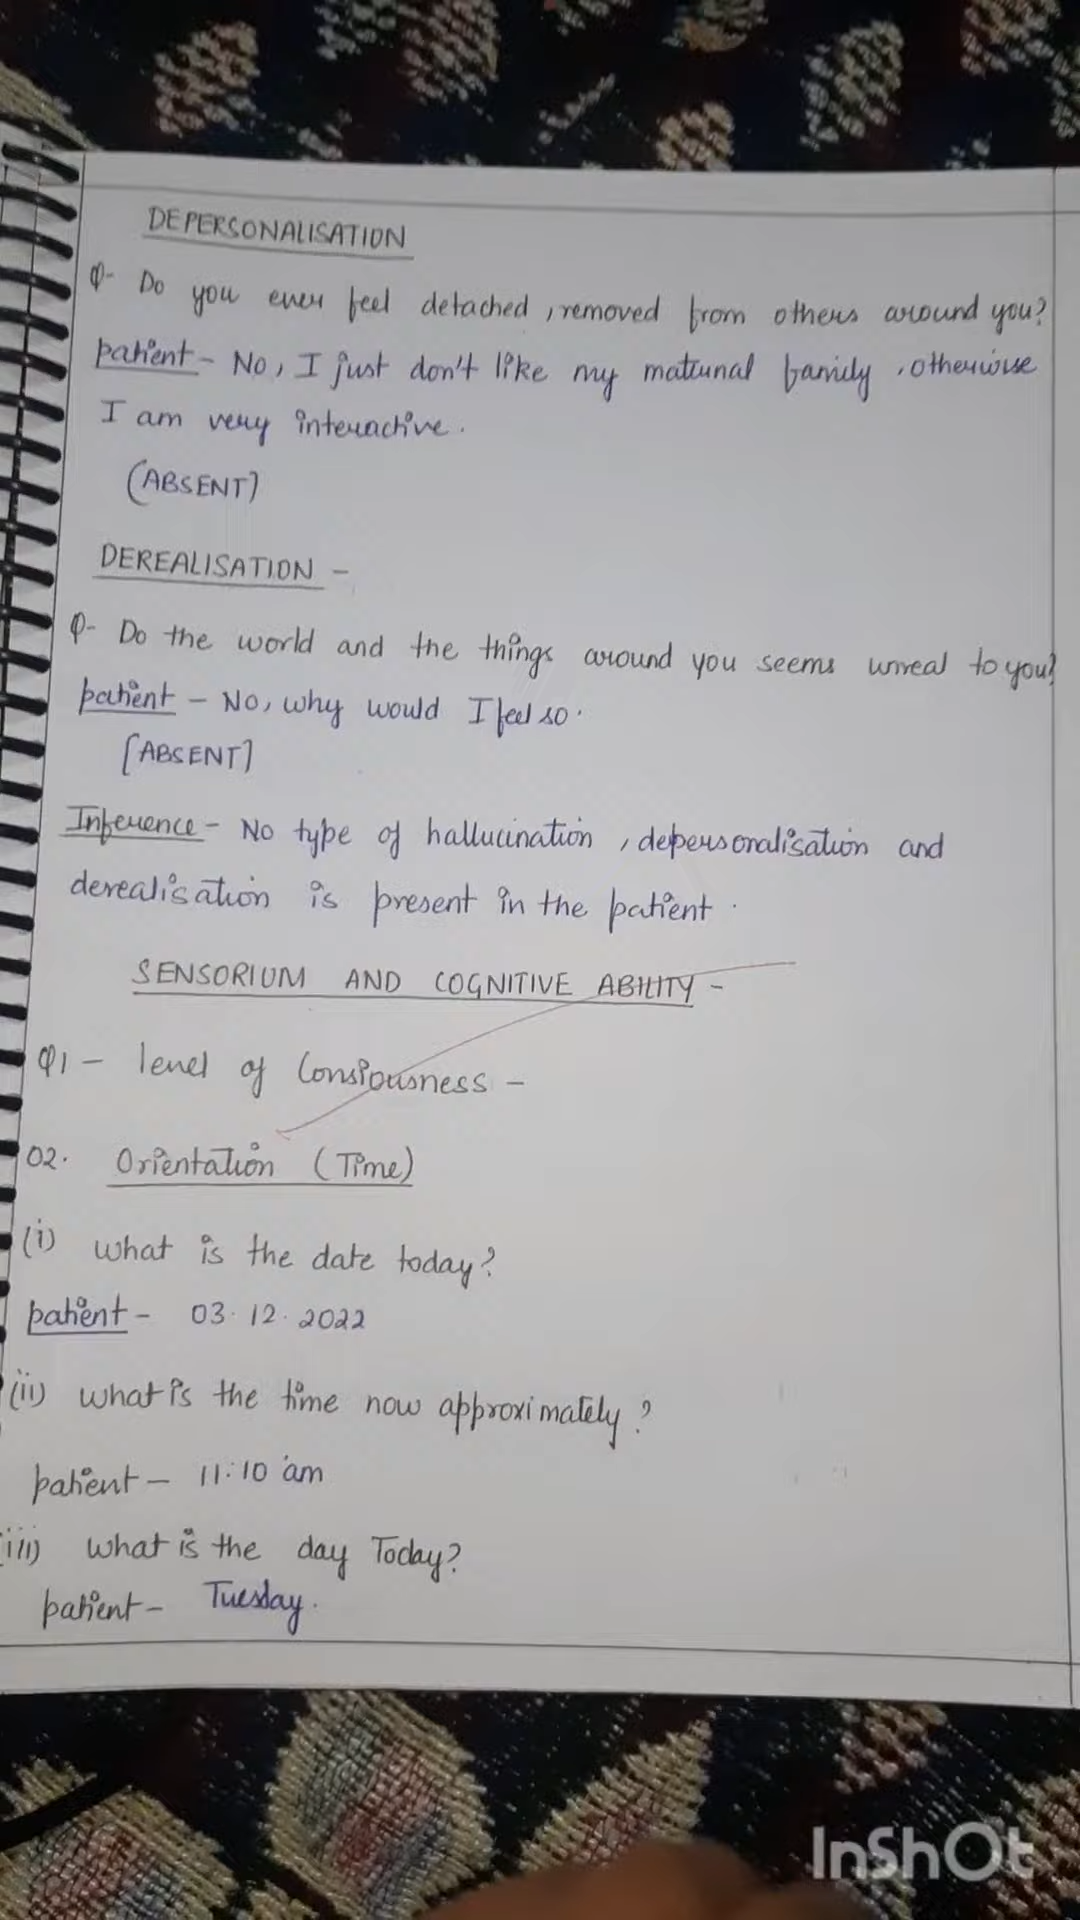 DEPERSONALISATION
Q- Do you ever feel detached, removed from others around you?
patient - No, I just don't like my maternal family, otherwise
I am very interactive.
(ABSENT)
DEREALISATION -
Q- Do the world and the things around you seems unreal to you?
patient - No, why would I feel so.
[ABSENT]
Inference - No type of hallucination, depersonalisation and
derealisation is present in the patient.
SENSORIUM AND COGNITIVE ABILITY -
Q1 - level of Consiousness -
02. Orientation (Time)
(i) what is the date today?
patient - 03.12.2022
(ii) what is the time now approximately?
patient - 11:10 am
(iii) what is the day Today?
patient - Tuesday.
InShOt